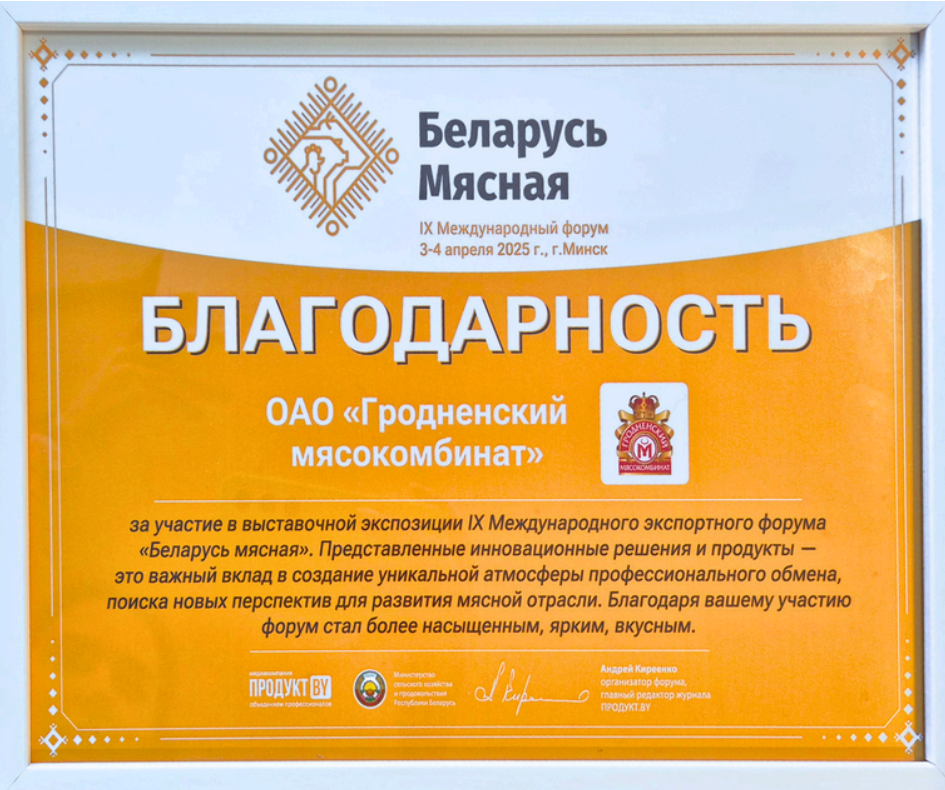 Беларусь
Мясная
IX Международный форум
3-4 апреля 2025 г., г.Минск
БЛАГОДАРНОСТЬ
ОАО «Гродненский
мясокомбинат»
ГРОДНЕНСКИЙ
М
МЯСОКОМБИНАТ
за участие в выставочной экспозиции IX Международного экспортного форума
«Беларусь мясная». Представленные инновационные решения и продукты —
это важный вклад в создание уникальной атмосферы профессионального обмена,
поиска новых перспектив для развития мясной отрасли. Благодаря вашему участию
форум стал более насыщенным, ярким, вкусным.
медиакомпания
ПРОДУКТ BY
объединяем профессионалов
Министерство
сельского хозяйства
и продовольствия
Республики Беларусь
Андрей Киреенко
организатор форума,
главный редактор журнала
ПРОДУКТ.BY